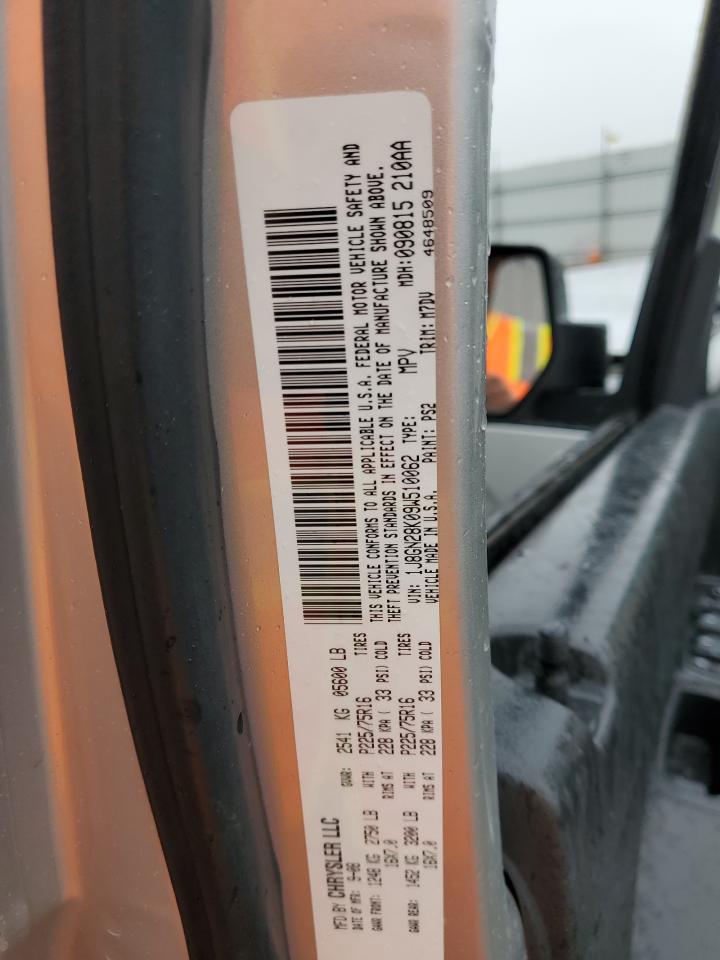 MFD BY CHRYSLER LLC
DATE OF MFR: 9-08 GVWR: 2541 KG 05600 LB
GAWR FRONT: 1248 KG 2750 LB WITH P225/75R16 TIRES
16X7.0 RIMS AT 228 KPA ( 33 PSI) COLD
GAWR REAR: 1452 KG 3200 LB WITH P225/75R16 TIRES
16X7.0 RIMS AT 228 KPA ( 33 PSI) COLD
THIS VEHICLE CONFORMS TO ALL APPLICABLE U.S.A. FEDERAL MOTOR VEHICLE SAFETY AND
THEFT PREVENTION STANDARDS IN EFFECT ON THE DATE OF MANUFACTURE SHOWN ABOVE.
VIN: 1J8GN28K09W510062 TYPE: MPV MDH:090815 210AA
VEHICLE MADE IN U.S.A. PAINT: PS2 TRIM: M7DV 4648509